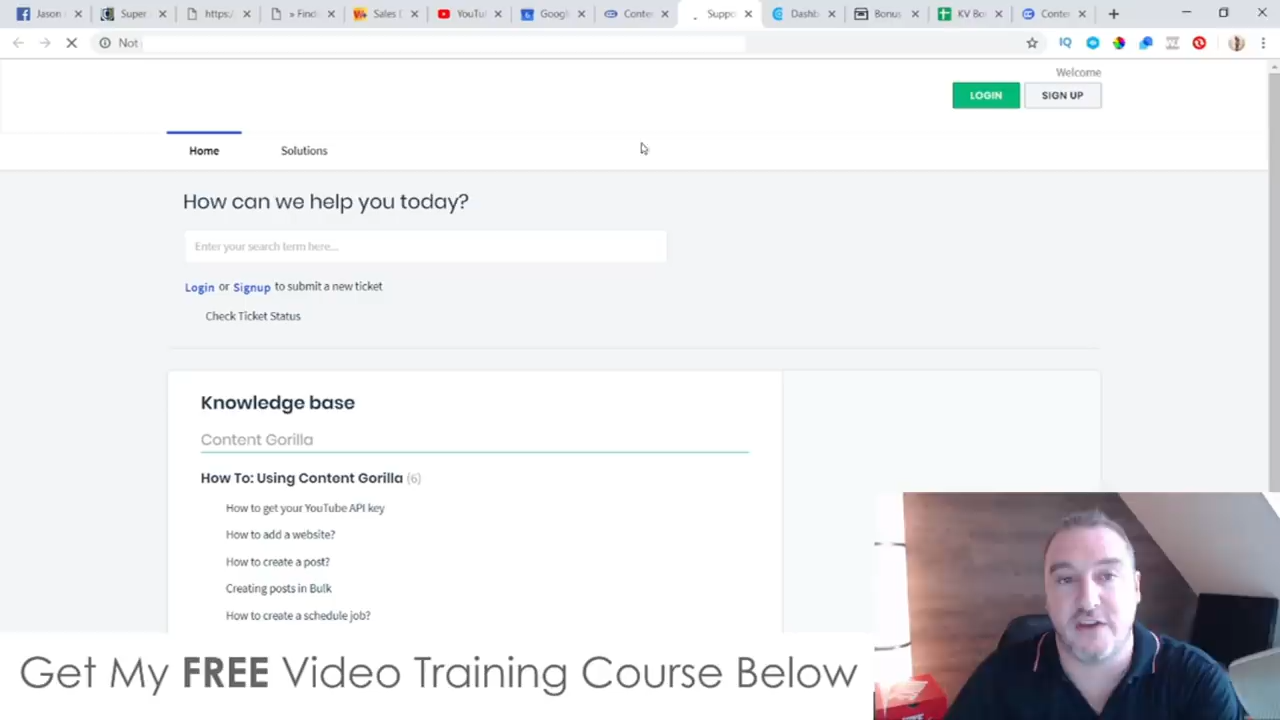 Jason
Super
https:/
» Find
Sales
YouTu
Googl
Conte
Suppo
Dashb
Bonus
KV Bo
Conte
Not
Welcome
LOGIN
SIGN UP
Home
Solutions
How can we help you today?
Enter your search term here...
Login or Signup to submit a new ticket
Check Ticket Status
Knowledge base
Content Gorilla
How To: Using Content Gorilla (6)
How to get your YouTube API key
How to add a website?
How to create a post?
Creating posts in Bulk
How to create a schedule job?
Get My FREE Video Training Course Below